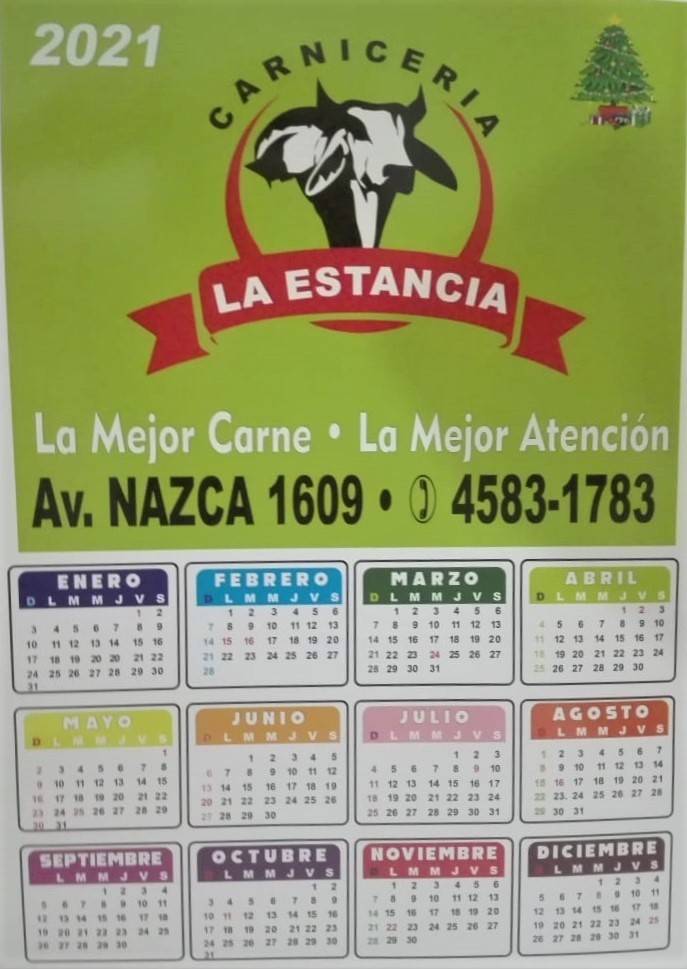 2021
CARNICERIA
LA ESTANCIA
La Mejor Carne • La Mejor Atención
Av. NAZCA 1609 • ✆ 4583-1783
ENERO
D L M M J V S
1 2
3 4 5 6 7 8 9
10 11 12 13 14 15 16
17 18 19 20 20 21 22
24 25 26 27 28 29 30
31
FEBRERO
D L M M J V S
1 2 3 4 5 6
7 8 9 10 11 12 13
14 15 16 17 18 19 20
21 22 23 24 25 26 27
28
MARZO
D L M M J V S
1 2 3 4 5 6
7 8 9 10 11 12 13
14 15 16 17 18 19 20
21 22 23 24 25 26 27
28 29 30 31
ABRIL
D L M M J V S
1 2 3
4 5 6 7 8 9 10
11 12 13 14 15 16 17
18 19 20 21 22 23 24
25 26 27 28 29 30
MAYO
D L M M J V S
1
2 3 4 5 6 7 8
9 10 11 12 13 14 15
16 17 18 19 20 21 22
23 24 25 26 27 28 29
30 31
JUNIO
D L M M J V S
1 2 3 4 5
6 7 8 9 10 11 12
13 14 15 16 17 18 19
20 21 22 23 24 25 26
27 28 29 30
JULIO
D L M M J V S
1 2 3
4 5 6 7 8 9 10
11 12 13 14 15 16 17
18 19 20 21 22 23 24
25 26 27 28 29 30 31
AGOSTO
D L M M J V S
1 2 3 4 5 6 7
8 9 10 11 12 13 14
15 16 17 18 19 20 21
22 23. 24 25 26 27 28
29 30 31
SEPTIEMBRE
L M M J V S
1 2 3 4
5 6 7 8 9 10 11
12 13 14 15 16 17 18
19 20 21 22 23 24 25
26 27 28 29 30
OCTUBRE
D L M M J V S
1 2
3 4 5 6 7 8 9
10 11 12 13 14 15 16
17 18 19 20 21 22 23
24 25 26 27 28 29 30
31
NOVIEMBRE
D L M M J V S
1 2 3 4 5 6
7 8 9 10 11 12 13
14 15 16 17 18 19 20
21 22 23 24 25 26 27
28 29 30
DICIEMBRE
D L M M J V S
1 2 3 4
5 6 7 8 9 10 11
12 13 14 15 16 17 18
19 20 21 22 23 24 25
26 27 28 29 30 31